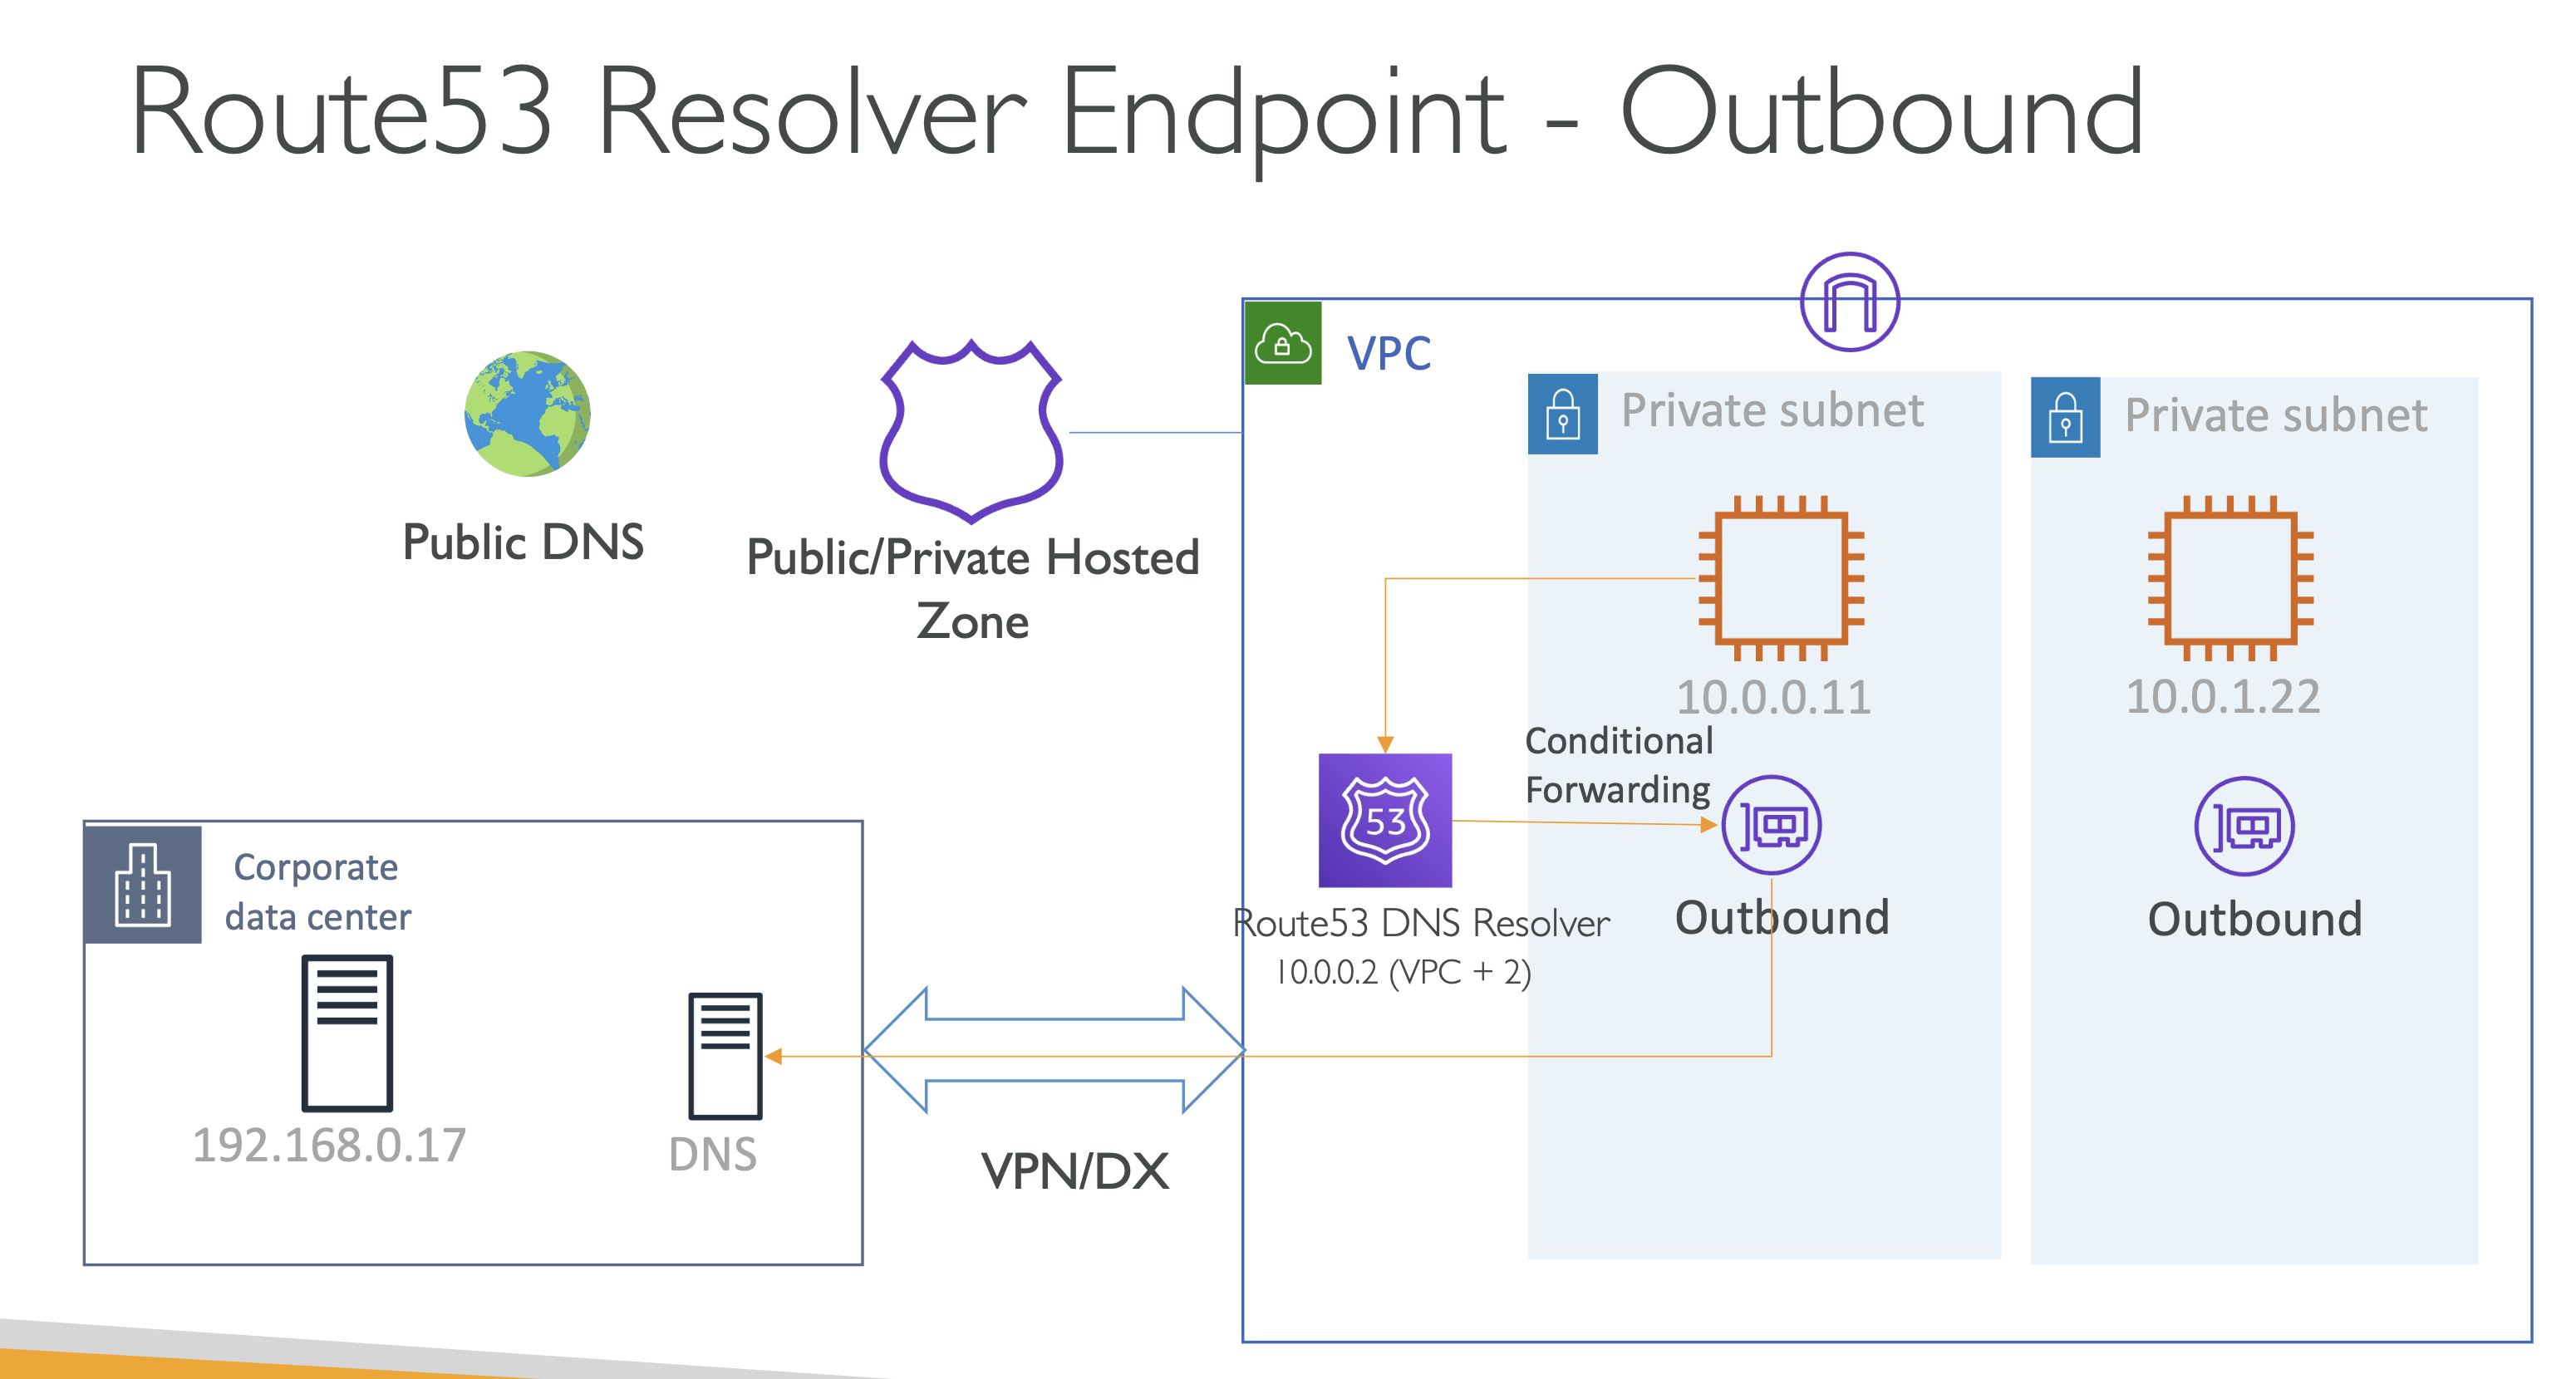 Route53 Resolver Endpoint - Outbound
VPC
Private subnet
Private subnet
Public DNS
Public/Private Hosted
Zone
10.0.0.11
10.0.1.22
Conditional
Forwarding
53
Corporate
data center
Route53 DNS Resolver
10.0.0.2 (VPC + 2)
Outbound
Outbound
192.168.0.17
DNS
VPN/DX